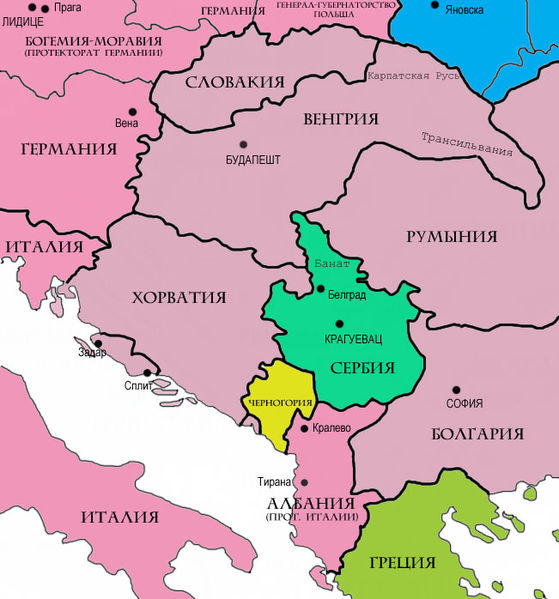 Прага
ЛИДИЦЕ
ГЕРМАНИЯ
ГЕНЕРАЛ-ГУБЕРНАТОРСТВО
ПОЛЬША
Яновска
БОГЕМИЯ-МОРАВИЯ
(ПРОТЕКТОРАТ ГЕРМАНИИ)
СЛОВАКИЯ
Карпатская Русь
Вена
ВЕНГРИЯ
ГЕРМАНИЯ
БУДАПЕШТ
Трансильвания
ИТАЛИЯ
РУМЫНИЯ
Банат
ХОРВАТИЯ
Белград
КРАГУЕВАЦ
Задар
СЕРБИЯ
Сплит
ЧЕРНОГОРИЯ
СОФИЯ
Кралево
БОЛГАРИЯ
Тирана
АЛБАНИЯ
(ПРОТ. ИТАЛИИ)
ИТАЛИЯ
ГРЕЦИЯ